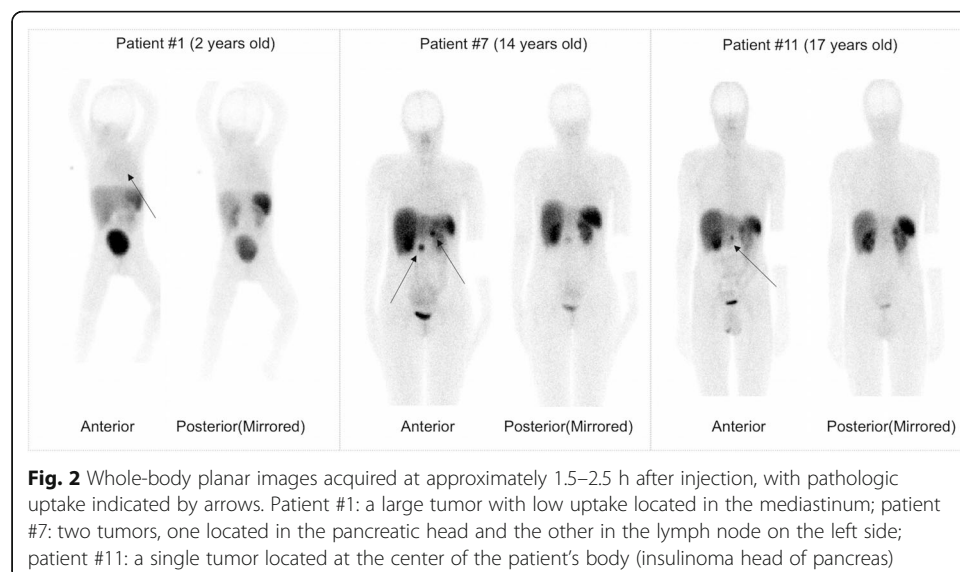 Patient #1 (2 years old)
Patient #7 (14 years old)
Patient #11 (17 years old)
Anterior
Posterior(Mirrored)
Anterior
Posterior(Mirrored)
Anterior
Posterior(Mirrored)
Fig. 2 Whole-body planar images acquired at approximately 1.5–2.5 h after injection, with pathologic
uptake indicated by arrows. Patient #1: a large tumor with low uptake located in the mediastinum; patient
#7: two tumors, one located in the pancreatic head and the other in the lymph node on the left side;
patient #11: a single tumor located at the center of the patient's body (insulinoma head of pancreas)